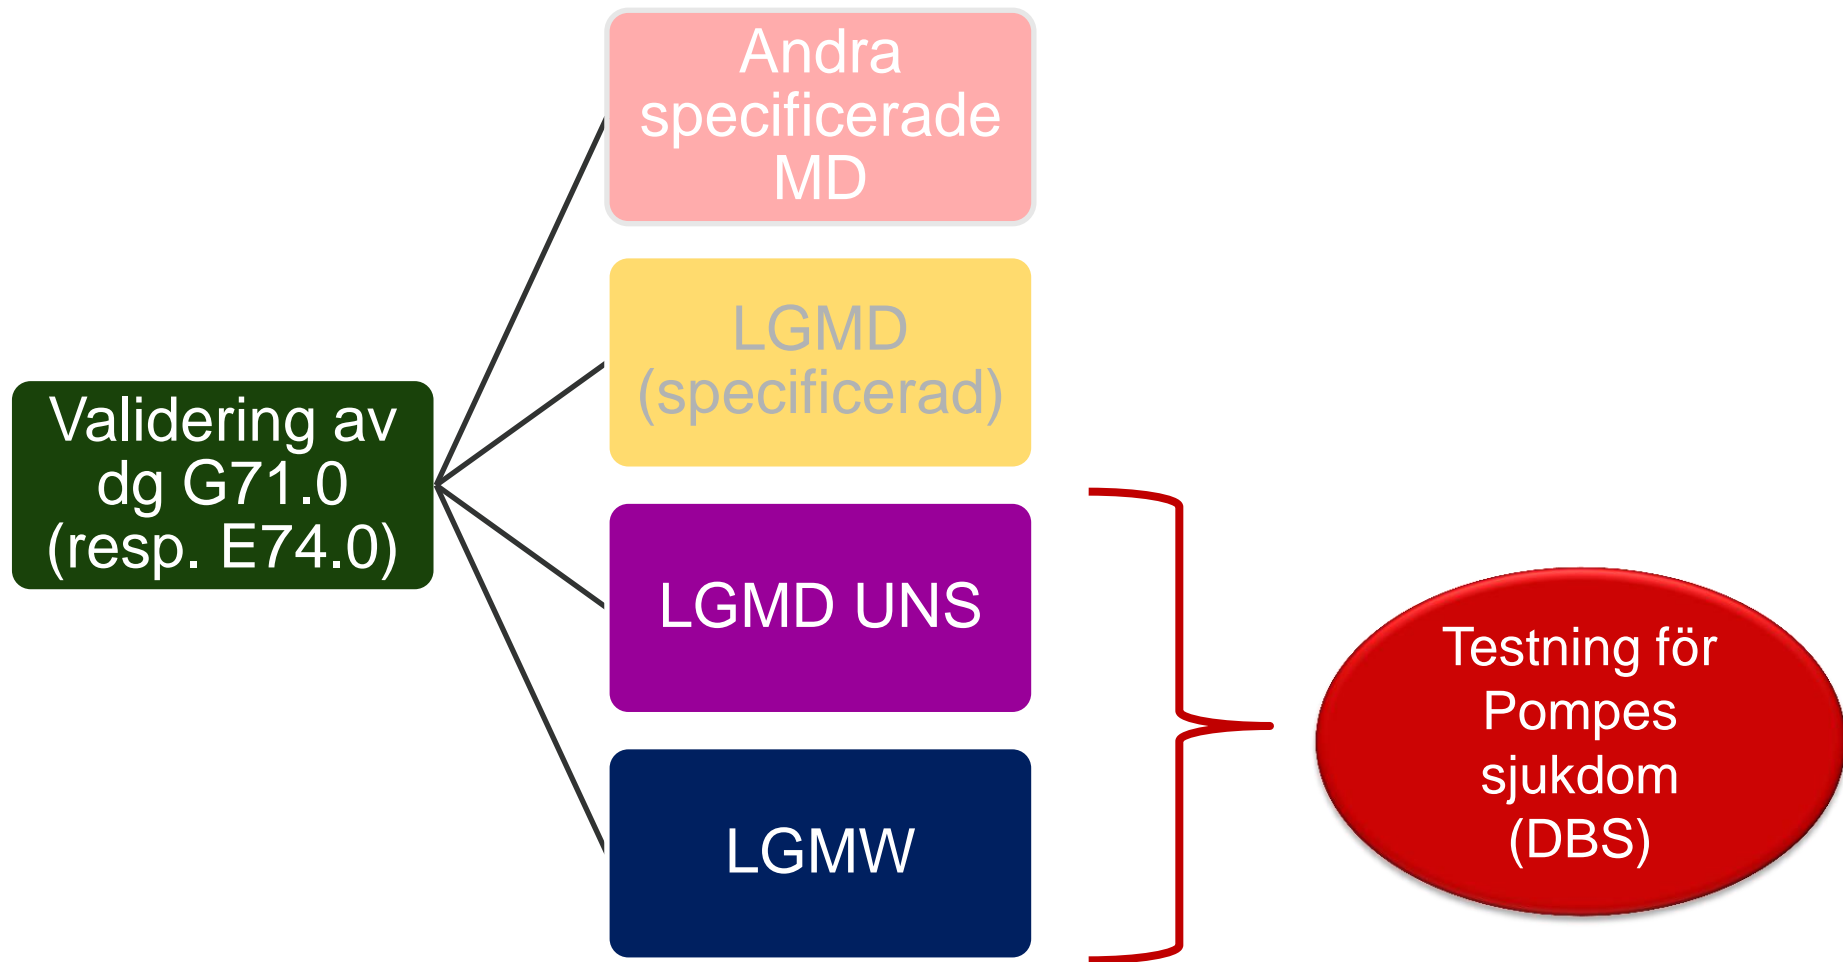 Andra
specificerade
MD
LGMD
(specificerad)
Validering av
dg G71.0
(resp. E74.0)
LGMD UNS
LGMW
Testning för
Pompes
sjukdom
(DBS)